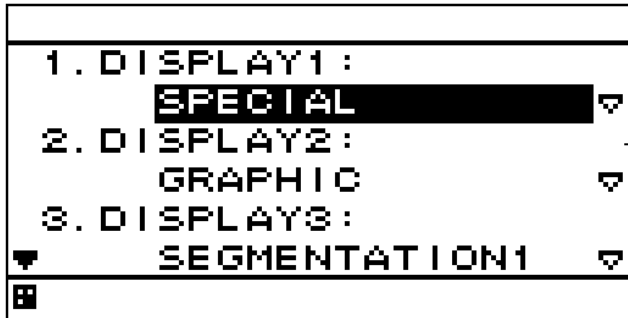 1.DISPLAY1:
SPECIAL
2.DISPLAY2:
GRAPHIC
3.DISPLAY3:
SEGMENTATION1